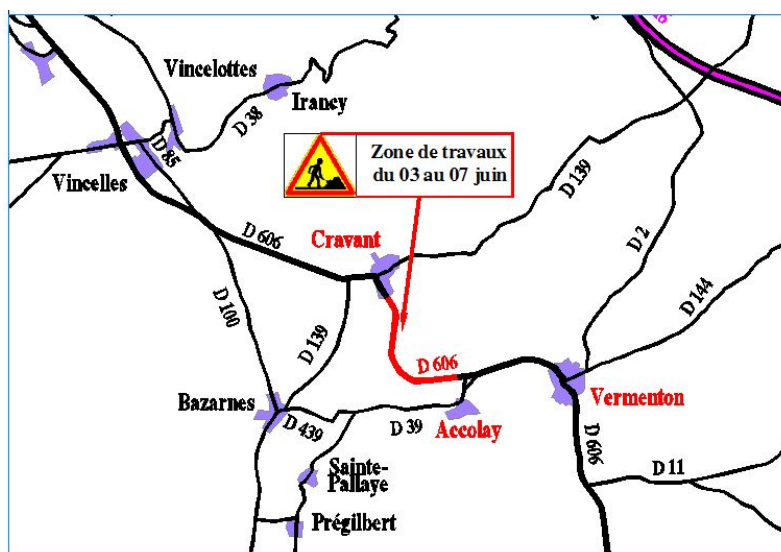 Vincelottes
Irancy
D 38
D 85
Vincelles
Zone de travaux
du 03 au 07 juin
D 139
D 606
Cravant
D 2
D 100
D 144
D 139
D 606
Bazarnes
Vermenton
D 439
D 39
Accolay
D 606
Sainte-
Pallaye
D 11
Prégilbert